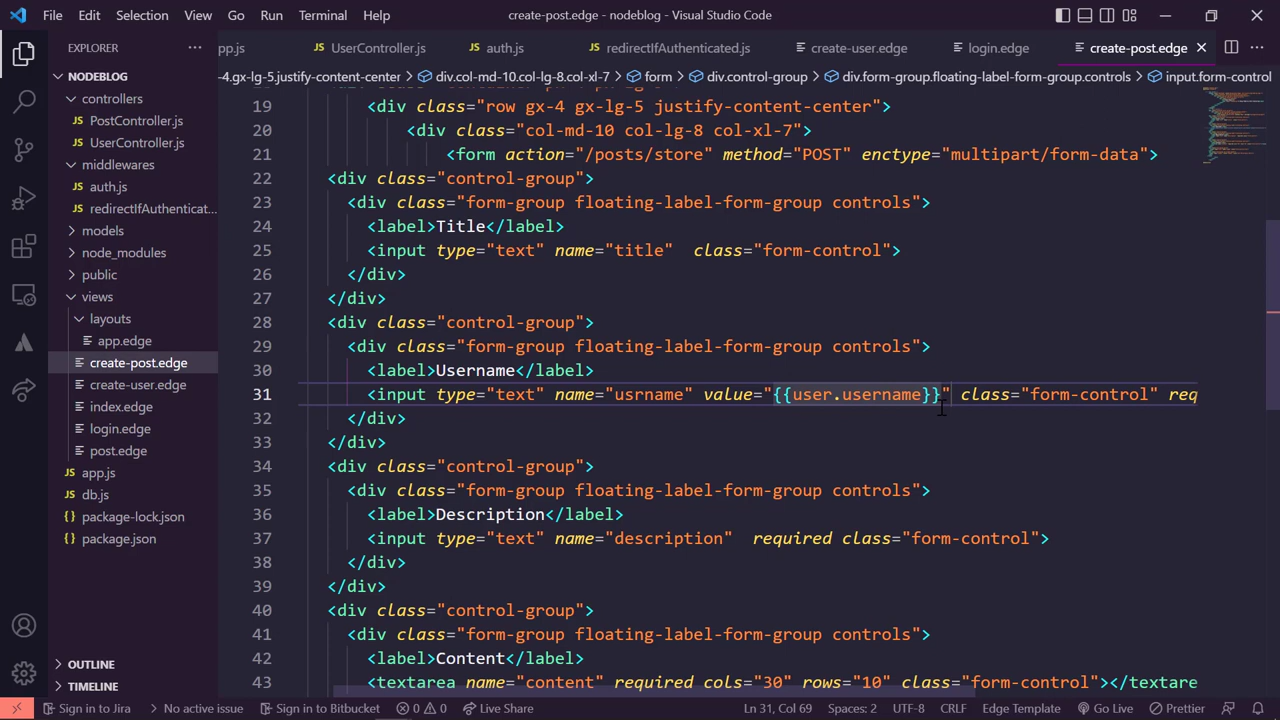 File Edit Selection View Go Run Terminal Help create-post.edge - nodeblog - Visual Studio Code
EXPLORER
pp.js UserController.js auth.js redirectIfAuthenticated.js create-user.edge login.edge create-post.edge
-4.gx-lg-5.justify-content-center > div.col-md-10.col-lg-8.col-xl-7 > form > div.control-group > div.form-group.floating-label-form-group.controls > input.form-control
NODEBLOG
controllers
PostController.js
UserController.js
middlewares
auth.js
redirectIfAuthenticat...
models
node_modules
public
views
layouts
app.edge
create-post.edge
create-user.edge
index.edge
login.edge
post.edge
app.js
db.js
package-lock.json
package.json
OUTLINE
TIMELINE
19 <div class="row gx-4 gx-lg-5 justify-content-center">
20 <div class="col-md-10 col-lg-8 col-xl-7">
21 <form action="/posts/store" method="POST" enctype="multipart/form-data">
22 <div class="control-group">
23 <div class="form-group floating-label-form-group controls">
24 <label>Title</label>
25 <input type="text" name="title"  class="form-control">
26 </div>
27 </div>
28 <div class="control-group">
29 <div class="form-group floating-label-form-group controls">
30 <label>Username</label>
31 <input type="text" name="usrname" value="{{user.username}}" class="form-control" req
32 </div>
33 </div>
34 <div class="control-group">
35 <div class="form-group floating-label-form-group controls">
36 <label>Description</label>
37 <input type="text" name="description"  required class="form-control">
38 </div>
39 </div>
40 <div class="control-group">
41 <div class="form-group floating-label-form-group controls">
42 <label>Content</label>
43 <textarea name="content" required cols="30" rows="10" class="form-control"></textare
Sign in to Jira No active issue Sign in to Bitbucket 0 0 Live Share Ln 31, Col 69 Spaces: 2 UTF-8 CRLF Edge Template Go Live Prettier